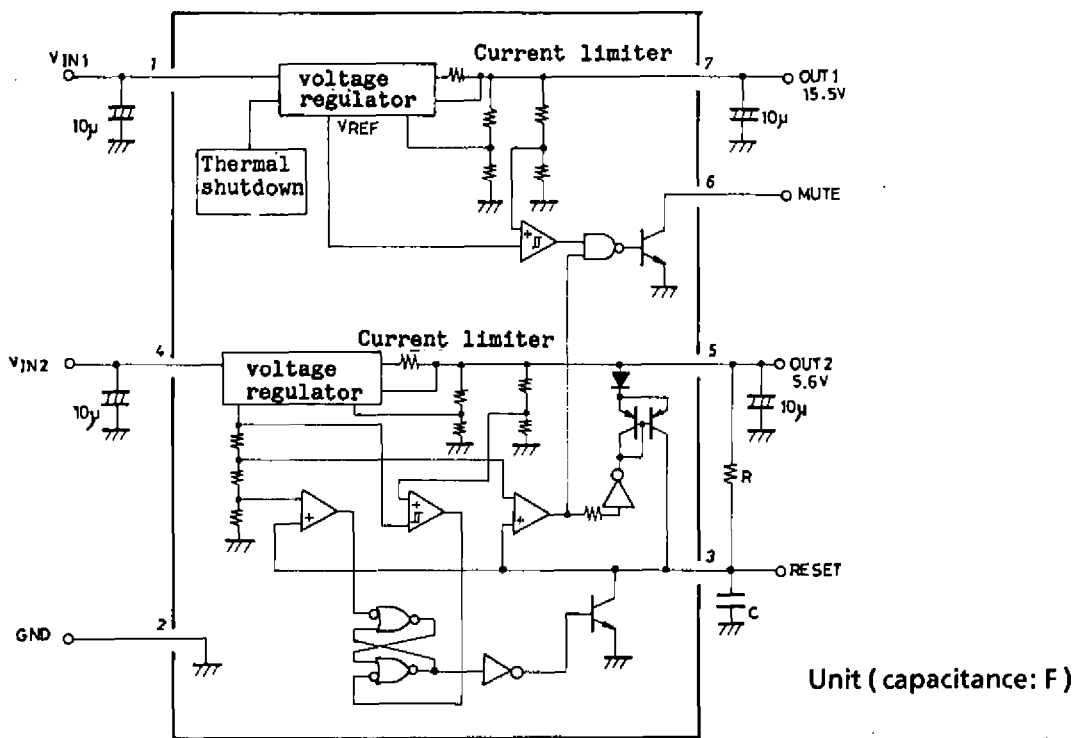 Current limiter
VIN1
1
7
OUT1
15.5V
voltage
regulator
10μ
10μ
VREF
Thermal
shutdown
6
MUTE
+
Current limiter
VIN2
4
5
OUT2
5.6V
voltage
regulator
10μ
10μ
R
+
+
+
3
RESET
C
2
GND
Unit ( capacitance: F )